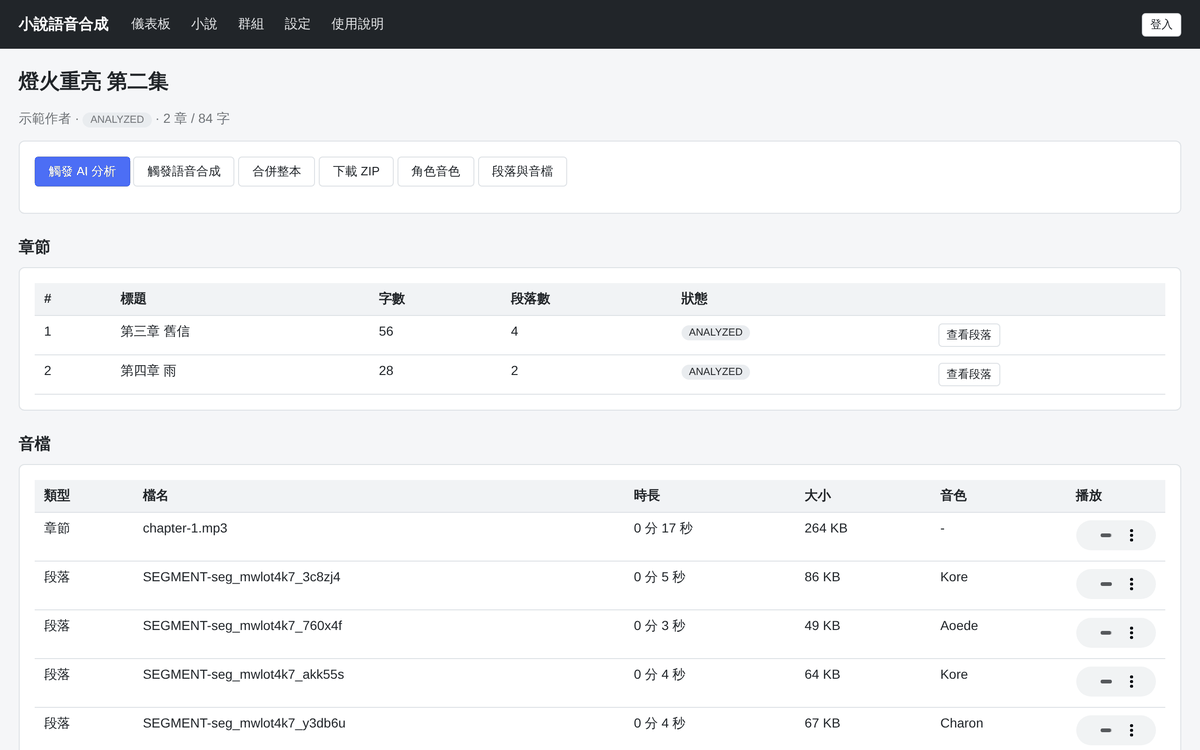 小說語音合成 儀表板 小說 群組 設定 使用說明 登入
燈火重亮 第二集
示範作者 · ANALYZED · 2 章 / 84 字
觸發 AI 分析 觸發語音合成 合併整本 下載 ZIP 角色音色 段落與音檔
章節
# 標題 字數 段落數 狀態
1 第三章 舊信 56 4 ANALYZED 查看段落
2 第四章 雨 28 2 ANALYZED 查看段落
音檔
類型 檔名 時長 大小 音色 播放
章節 chapter-1.mp3 0 分 17 秒 264 KB -
段落 SEGMENT-seg_mwlot4k7_3c8zj4 0 分 5 秒 86 KB Kore
段落 SEGMENT-seg_mwlot4k7_760x4f 0 分 3 秒 49 KB Aoede
段落 SEGMENT-seg_mwlot4k7_akk55s 0 分 4 秒 64 KB Kore
段落 SEGMENT-seg_mwlot4k7_y3db6u 0 分 4 秒 67 KB Charon